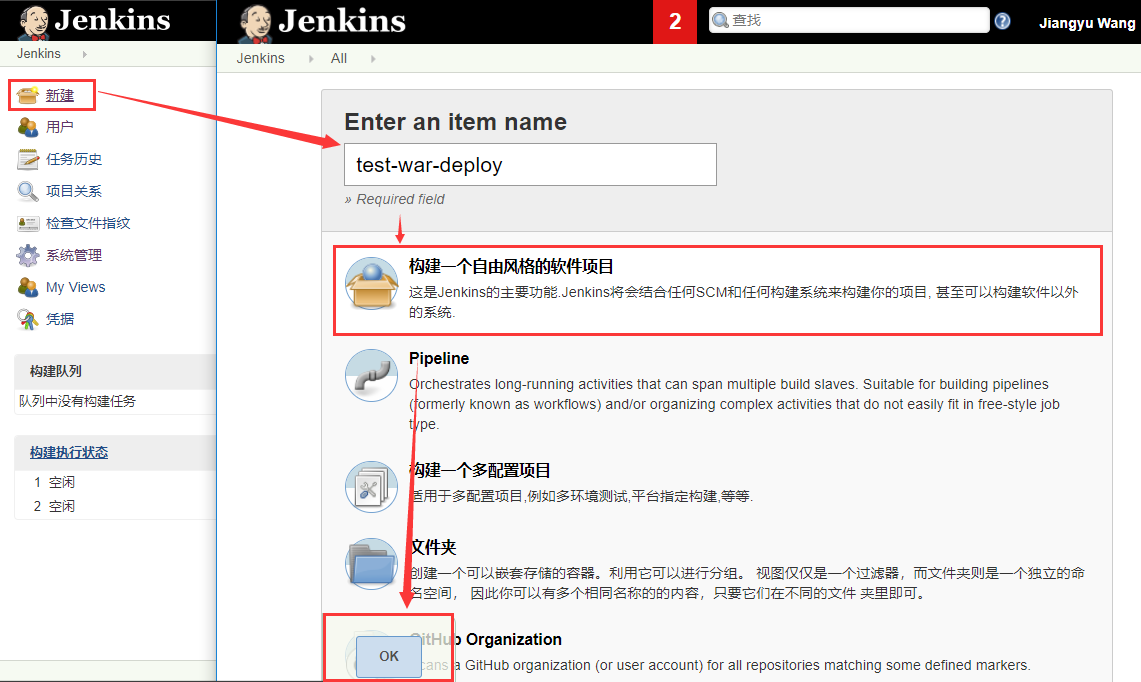 Jenkins
Jenkins
新建
用户
任务历史
项目关系
检查文件指纹
系统管理
My Views
凭据
构建队列
队列中没有构建任务
构建执行状态
1 空闲
2 空闲
Jenkins
2
查找
Jiangyu Wang
Jenkins
All
Enter an item name
test-war-deploy
» Required field
构建一个自由风格的软件项目
这是Jenkins的主要功能.Jenkins将会结合任何SCM和任何构建系统来构建你的项目, 甚至可以构建软件以外
的系统.
Pipeline
Orchestrates long-running activities that can span multiple build slaves. Suitable for building pipelines
(formerly known as workflows) and/or organizing complex activities that do not easily fit in free-style job
type.
构建一个多配置项目
适用于多配置项目,例如多环境测试,平台指定构建,等等.
文件夹
创建一个可以嵌套存储的容器。利用它可以进行分组。 视图仅仅是一个过滤器，而文件夹则是一个独立的命
名空间， 因此你可以有多个相同名称的的内容，只要它们在不同的文件 夹里即可。
GitHub Organization
Scans a GitHub organization (or user account) for all repositories matching some defined markers.
OK